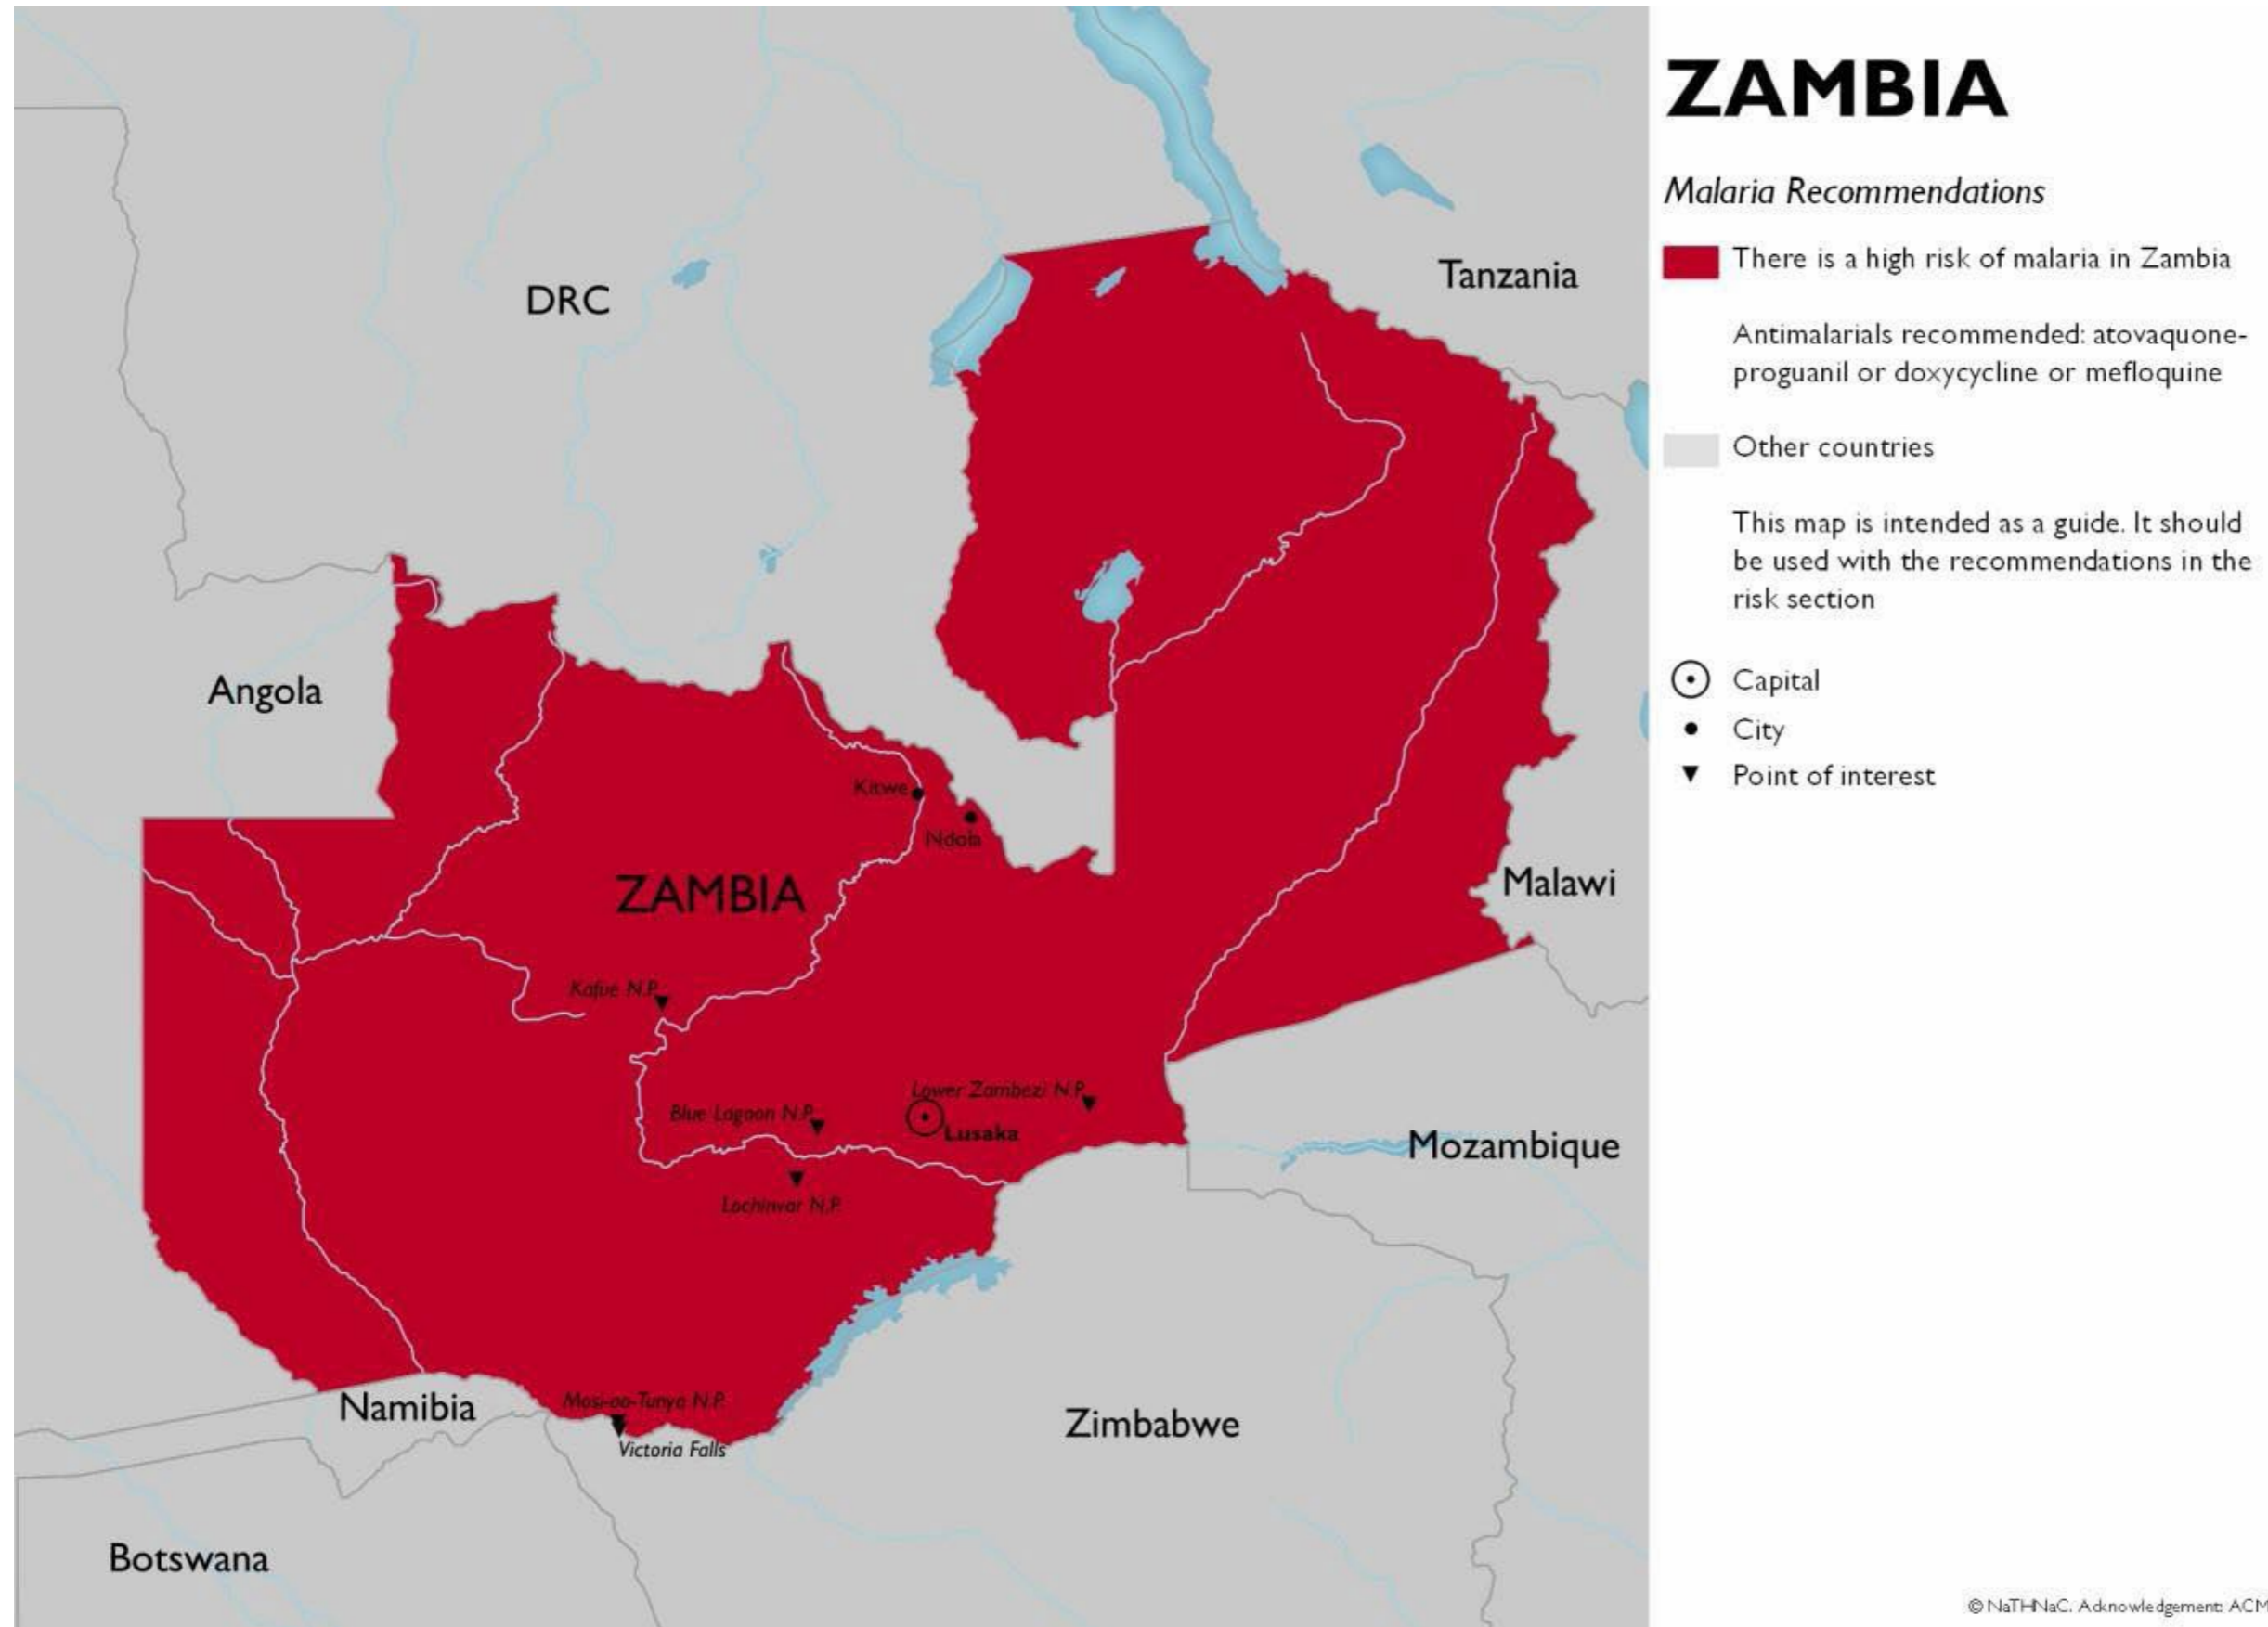 ZAMBIA
Malaria Recommendations
There is a high risk of malaria in Zambia
Antimalarials recommended: atovaquone-
proguanil or doxycycline or mefloquine
Other countries
This map is intended as a guide. It should
be used with the recommendations in the
risk section
Capital
City
Point of interest
DRC
Tanzania
Angola
Kitwe
Ndola
ZAMBIA
Malawi
Kafue N.P.
Lower Zambezi N.P.
Blue Lagoon N.P.
Lusaka
Mozambique
Lochinvar N.P.
Namibia
Mosi-oa-Tunya N.P.
Victoria Falls
Zimbabwe
Botswana
© NaTHNaC. Acknowledgement: ACM